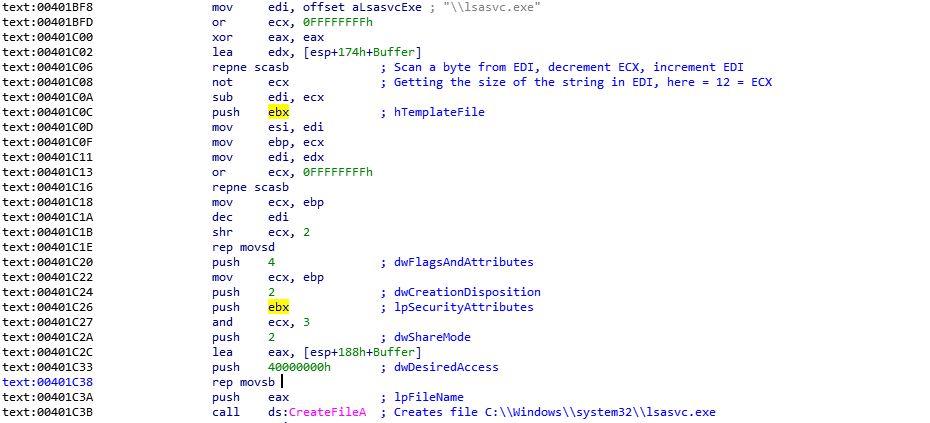 text:00401BF8 mov edi, offset aLsasvcExe ; "\\lsasvc.exe"
text:00401BFD or ecx, 0FFFFFFFFh
text:00401C00 xor eax, eax
text:00401C02 lea edx, [esp+174h+Buffer]
text:00401C06 repne scasb ; Scan a byte from EDI, decrement ECX, increment EDI
text:00401C08 not ecx ; Getting the size of the string in EDI, here = 12 = ECX
text:00401C0A sub edi, ecx
text:00401C0C push ebx ; hTemplateFile
text:00401C0D mov esi, edi
text:00401C0F mov ebp, ecx
text:00401C11 mov edi, edx
text:00401C13 or ecx, 0FFFFFFFFh
text:00401C16 repne scasb
text:00401C18 mov ecx, ebp
text:00401C1A dec edi
text:00401C1B shr ecx, 2
text:00401C1E rep movsd
text:00401C20 push 4 ; dwFlagsAndAttributes
text:00401C22 mov ecx, ebp
text:00401C24 push 2 ; dwCreationDisposition
text:00401C26 push ebx ; lpSecurityAttributes
text:00401C27 and ecx, 3
text:00401C2A push 2 ; dwShareMode
text:00401C2C lea eax, [esp+188h+Buffer]
text:00401C33 push 40000000h ; dwDesiredAccess
text:00401C38 rep movsb
text:00401C3A push eax ; lpFileName
text:00401C3B call ds:CreateFileA ; Creates file C:\\Windows\\system32\\lsasvc.exe